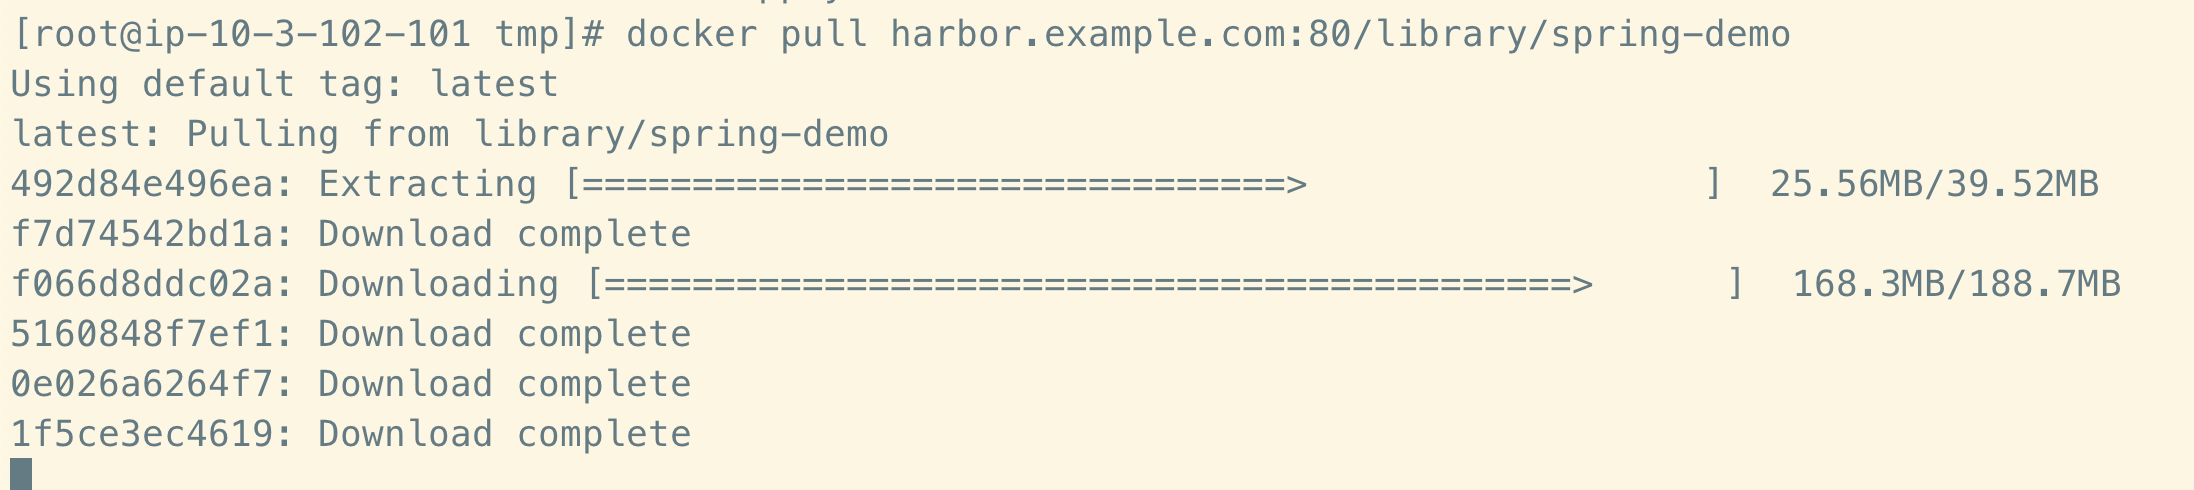 [root@ip-10-3-102-101 tmp]# docker pull harbor.example.com:80/library/spring-demo
Using default tag: latest
latest: Pulling from library/spring-demo
492d84e496ea: Extracting [================================>                  ]  25.56MB/39.52MB
f7d74542bd1a: Download complete
f066d8ddc02a: Downloading [============================================>      ]  168.3MB/188.7MB
5160848f7ef1: Download complete
0e026a6264f7: Download complete
1f5ce3ec4619: Download complete